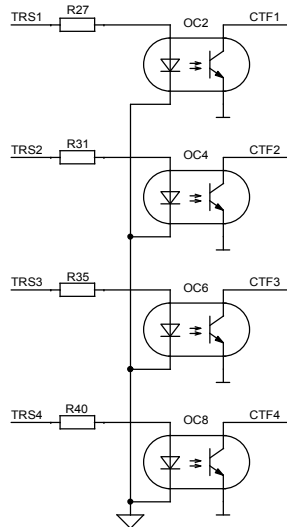 TRS1 R27 OC2 CTF1
TRS2 R31 OC4 CTF2
TRS3 R35 OC6 CTF3
TRS4 R40 OC8 CTF4